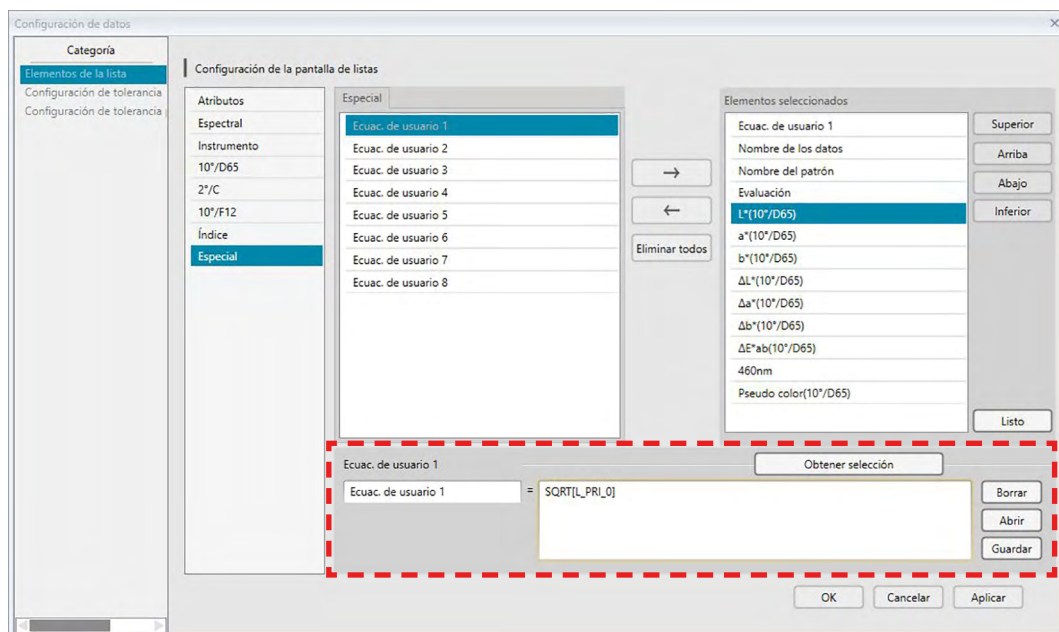 Configuración de datos
Categoría
Elementos de la lista
Configuración de tolerancia
Configuración de tolerancia
Configuración de la pantalla de listas
Atributos
Espectral
Instrumento
10°/D65
2°/C
10°/F12
Índice
Especial
Especial
Ecuac. de usuario 1
Ecuac. de usuario 2
Ecuac. de usuario 3
Ecuac. de usuario 4
Ecuac. de usuario 5
Ecuac. de usuario 6
Ecuac. de usuario 7
Ecuac. de usuario 8
→
←
Eliminar todos
Elementos seleccionados
Ecuac. de usuario 1
Nombre de los datos
Nombre del patrón
Evaluación
L*(10°/D65)
a*(10°/D65)
b*(10°/D65)
ΔL*(10°/D65)
Δa*(10°/D65)
Δb*(10°/D65)
ΔE*ab(10°/D65)
460nm
Pseudo color(10°/D65)
Superior
Arriba
Abajo
Inferior
Listo
Ecuac. de usuario 1
Obtener selección
Ecuac. de usuario 1 = SQRT[L_PRI_0]
Borrar
Abrir
Guardar
OK Cancelar Aplicar